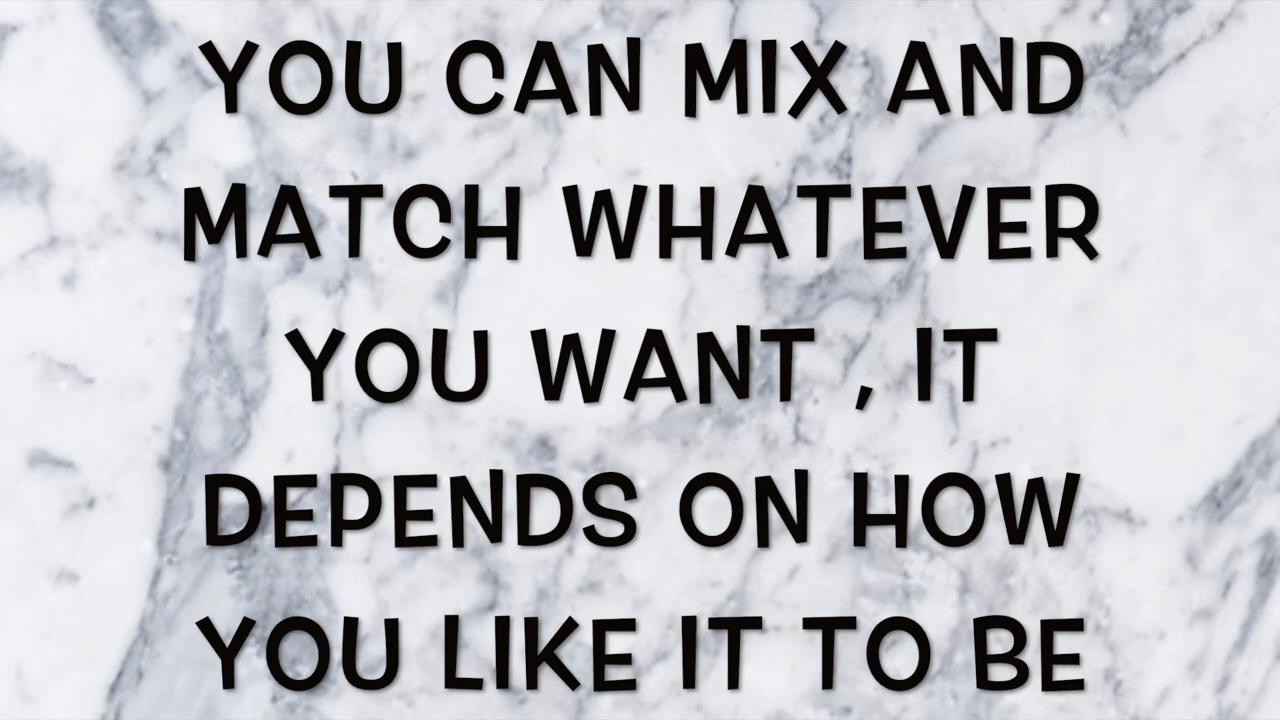 YOU CAN MIX AND
MATCH WHATEVER
YOU WANT , IT
DEPENDS ON HOW
YOU LIKE IT TO BE